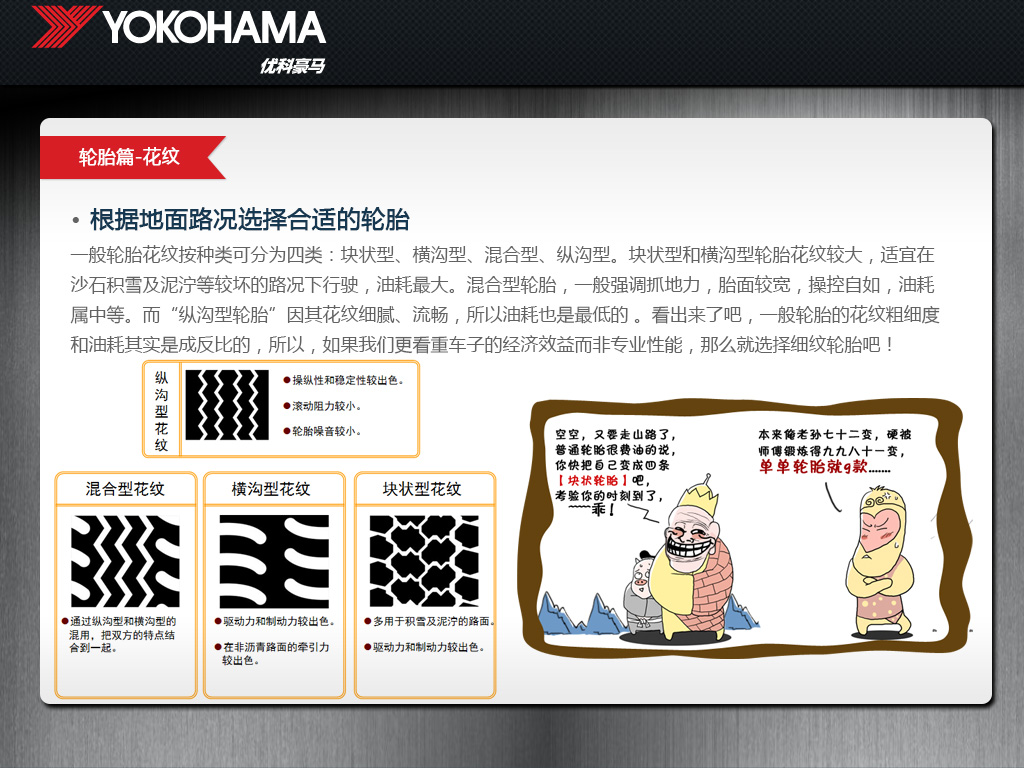 YOKOHAMA
优科豪马
轮胎篇-花纹
• 根据地面路况选择合适的轮胎
一般轮胎花纹按种类可分为四类：块状型、横沟型、混合型、纵沟型。块状型和横沟型轮胎花纹较大，适宜在
沙石积雪及泥泞等较坏的路况下行驶，油耗最大。混合型轮胎，一般强调抓地力，胎面较宽，操控自如，油耗
属中等。而“纵沟型轮胎”因其花纹细腻、流畅，所以油耗也是最低的 。看出来了吧，一般轮胎的花纹粗细度
和油耗其实是成反比的，所以，如果我们更看重车子的经济效益而非专业性能，那么就选择细纹轮胎吧！
纵沟型花纹
●操纵性和稳定性较出色。
●滚动阻力较小。
●轮胎噪音较小。
混合型花纹
●通过纵沟型和横沟型的
混用，把双方的特点结
合到一起。
横沟型花纹
●驱动力和制动力较出色。
●在非沥青路面的牵引力
较出色。
块状型花纹
●多用于积雪及泥泞的路面。
●驱动力和制动力较出色。
空空，又要走山路了，
普通轮胎很费油的说，
你快把自己变成四条
【块状轮胎】吧，
考验你的时刻到了，
~~~~乖！
本来俺老孙七十二变，硬被
师傅锻炼得九九八十一变，
单单轮胎就9款.......